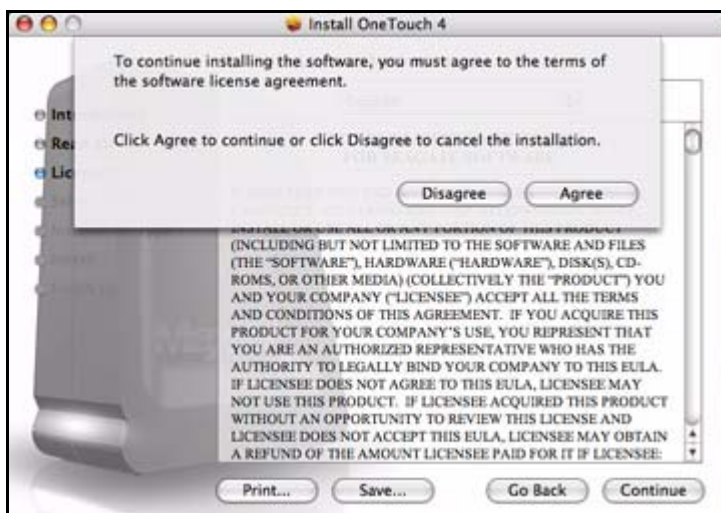 Install OneTouch 4
To continue installing the software, you must agree to the terms of
the software license agreement.
Click Agree to continue or click Disagree to cancel the installation.
Disagree
Agree
Int
Rea
Lic
INSTALL OR USE ALL OR ANY PORTION OF THIS PRODUCT
(INCLUDING BUT NOT LIMITED TO THE SOFTWARE AND FILES
(THE “SOFTWARE”), HARDWARE (“HARDWARE”), DISK(S), CD-
ROMS, OR OTHER MEDIA) (COLLECTIVELY THE “PRODUCT”) YOU
AND YOUR COMPANY (“LICENSEE”) ACCEPT ALL THE TERMS
AND CONDITIONS OF THIS AGREEMENT. IF YOU ACQUIRE THIS
PRODUCT FOR YOUR COMPANY’S USE, YOU REPRESENT THAT
YOU ARE AN AUTHORIZED REPRESENTATIVE WHO HAS THE
AUTHORITY TO LEGALLY BIND YOUR COMPANY TO THIS EULA.
IF LICENSEE DOES NOT AGREE TO THIS EULA, LICENSEE MAY
NOT USE THIS PRODUCT. IF LICENSEE ACQUIRED THIS PRODUCT
WITHOUT AN OPPORTUNITY TO REVIEW THIS LICENSE AND
LICENSEE DOES NOT ACCEPT THIS EULA, LICENSEE MAY OBTAIN
A REFUND OF THE AMOUNT LICENSEE PAID FOR IT IF LICENSEE:
Print...
Save...
Go Back
Continue